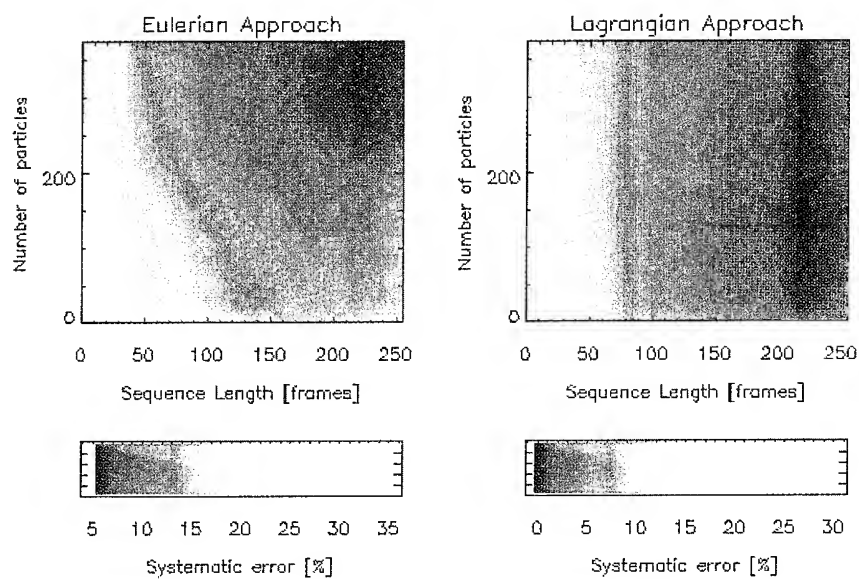 Eulerian Approach
Number of particles
200
0
0 50 100 150 200 250
Sequence Length [frames]
5 10 15 20 25 30 35
Systematic error [%]
Lagrangian Approach
Number of particles
200
0
0 50 100 150 200 250
Sequence Length [frames]
0 5 10 15 20 25 30
Systematic error [%]